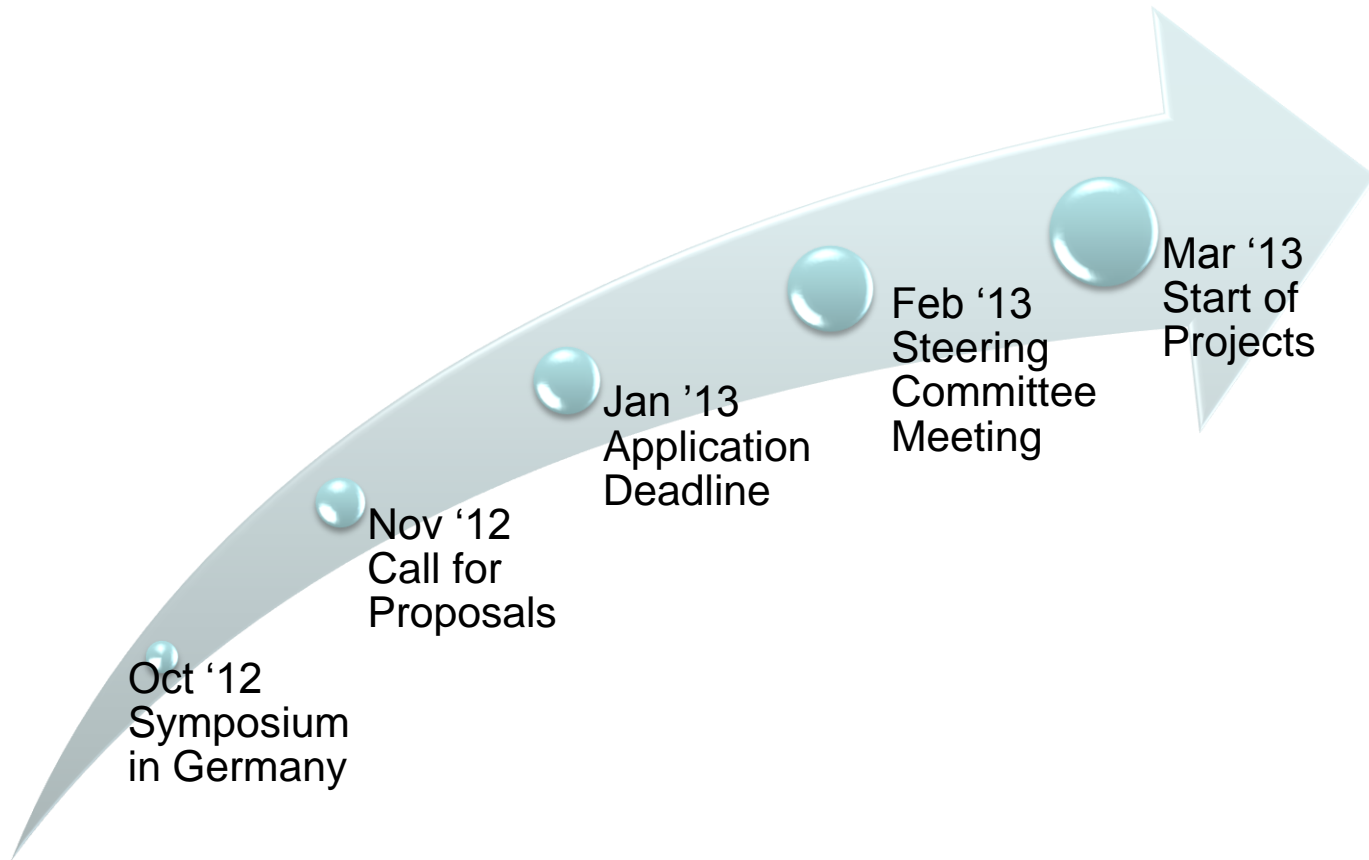 Oct ‘12
Symposium
in Germany
Nov ‘12
Call for
Proposals
Jan ’13
Application
Deadline
Feb ‘13
Steering
Committee
Meeting
Mar ‘13
Start of
Projects